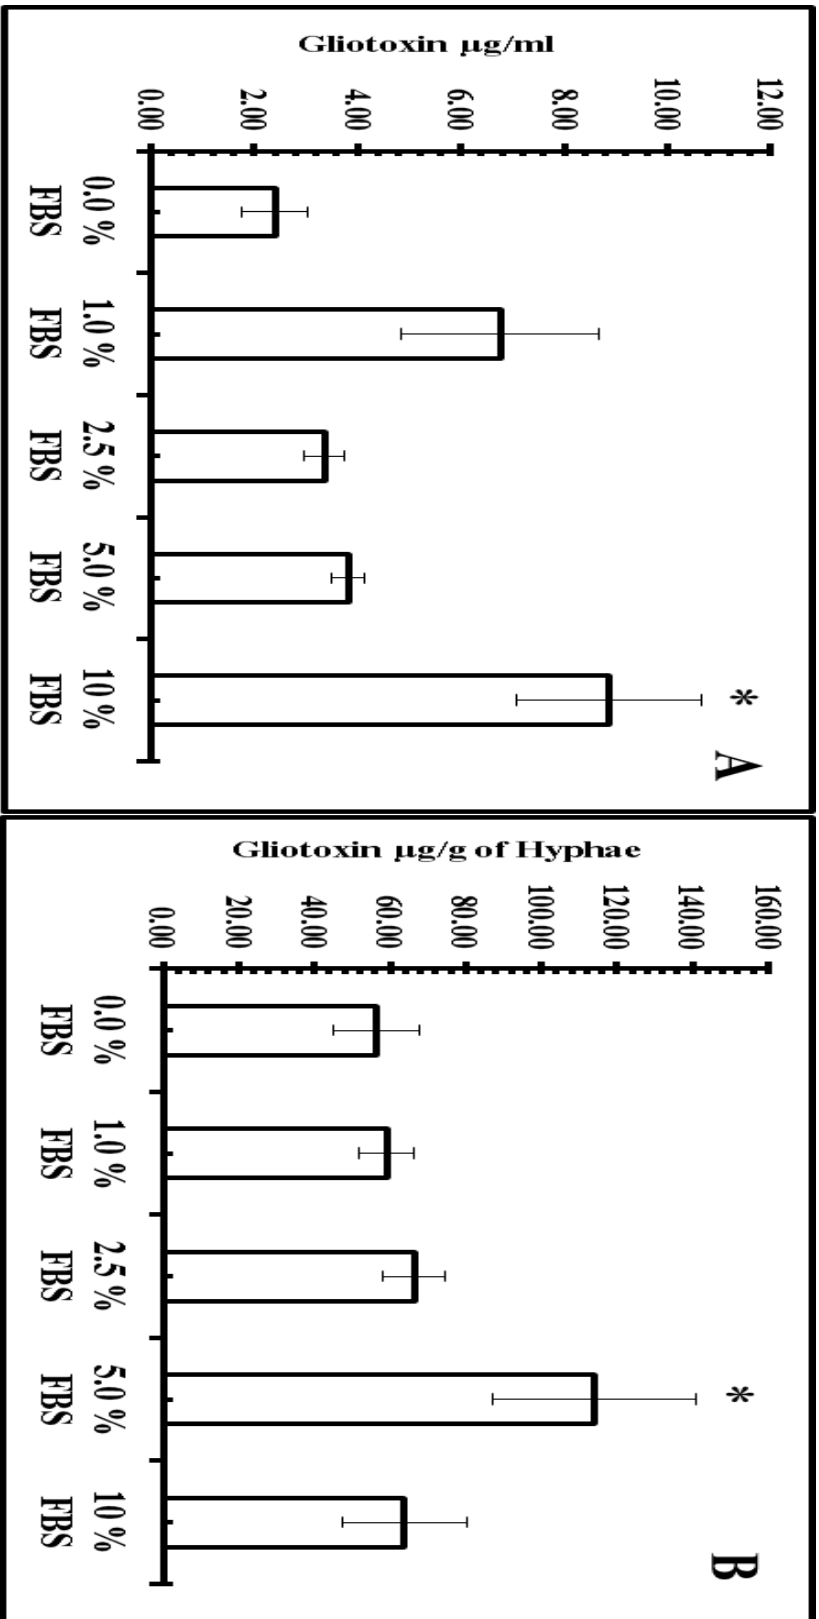 A
*
Gliotoxin µg/ml
12.00
10.00
8.00
6.00
4.00
2.00
0.00
0.0 % 1.0 % 2.5 % 5.0 % 10 %
FBS FBS FBS FBS FBS
B
*
Gliotoxin µg/g of Hyphae
160.00
140.00
120.00
100.00
80.00
60.00
40.00
20.00
0.00
0.0 % 1.0 % 2.5 % 5.0 % 10 %
FBS FBS FBS FBS FBS